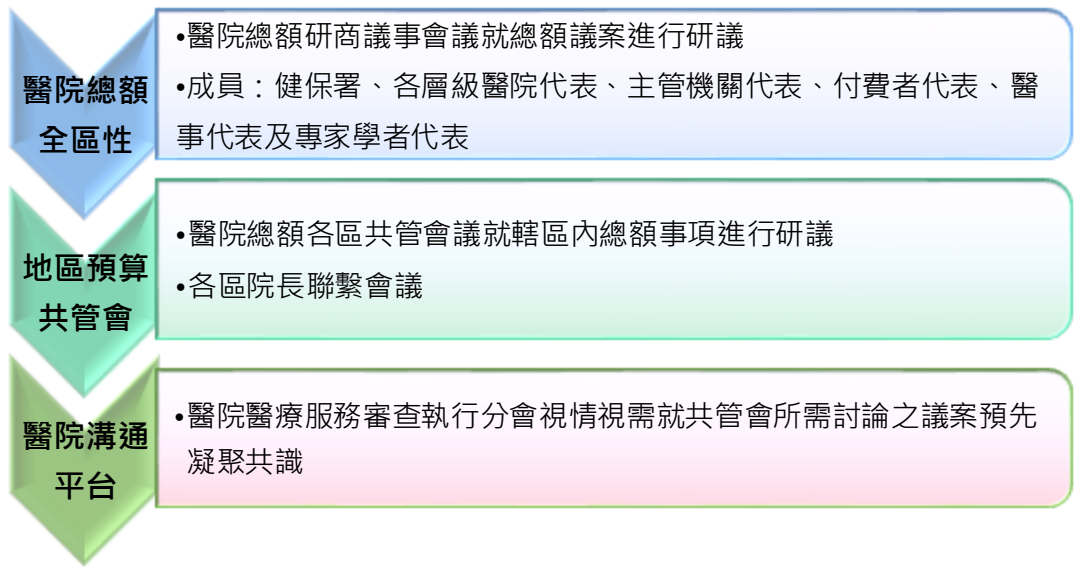 醫院總額
全區性
•醫院總額研商議事會議就總額議案進行研議
•成員：健保署、各層級醫院代表、主管機關代表、付費者代表、醫
事代表及專家學者代表
地區預算
共管會
•醫院總額各區共管會議就轄區內總額事項進行研議
•各區院長聯繫會議
醫院溝通
平台
•醫院醫療服務審查執行分會視情視需就共管會所需討論之議案預先
凝聚共識